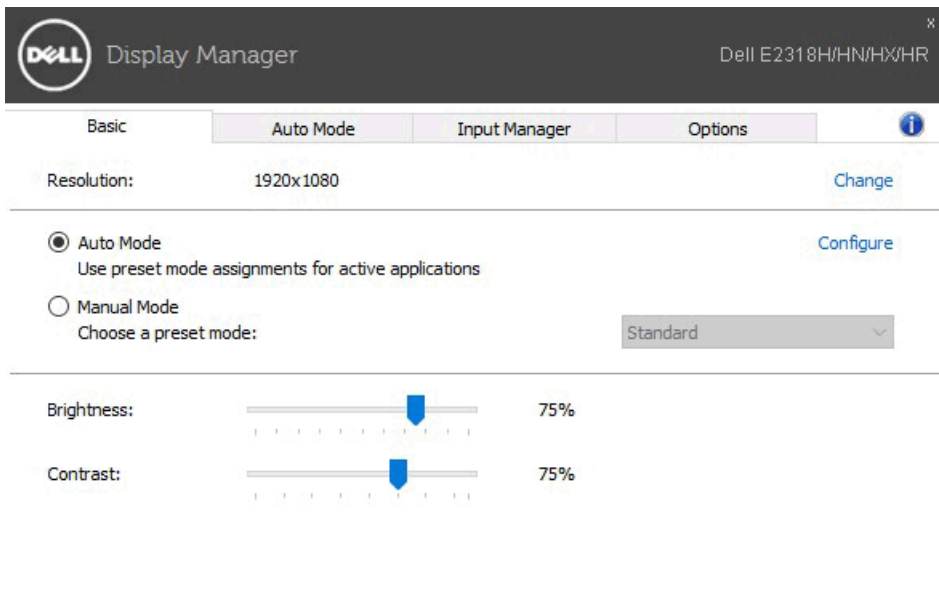 x
DELL Display Manager
Dell E2318H/HN/HX/HR
Basic Auto Mode Input Manager Options i
Resolution: 1920x1080 Change
Auto Mode Configure
Use preset mode assignments for active applications
Manual Mode
Choose a preset mode: Standard
Brightness: 75%
Contrast: 75%